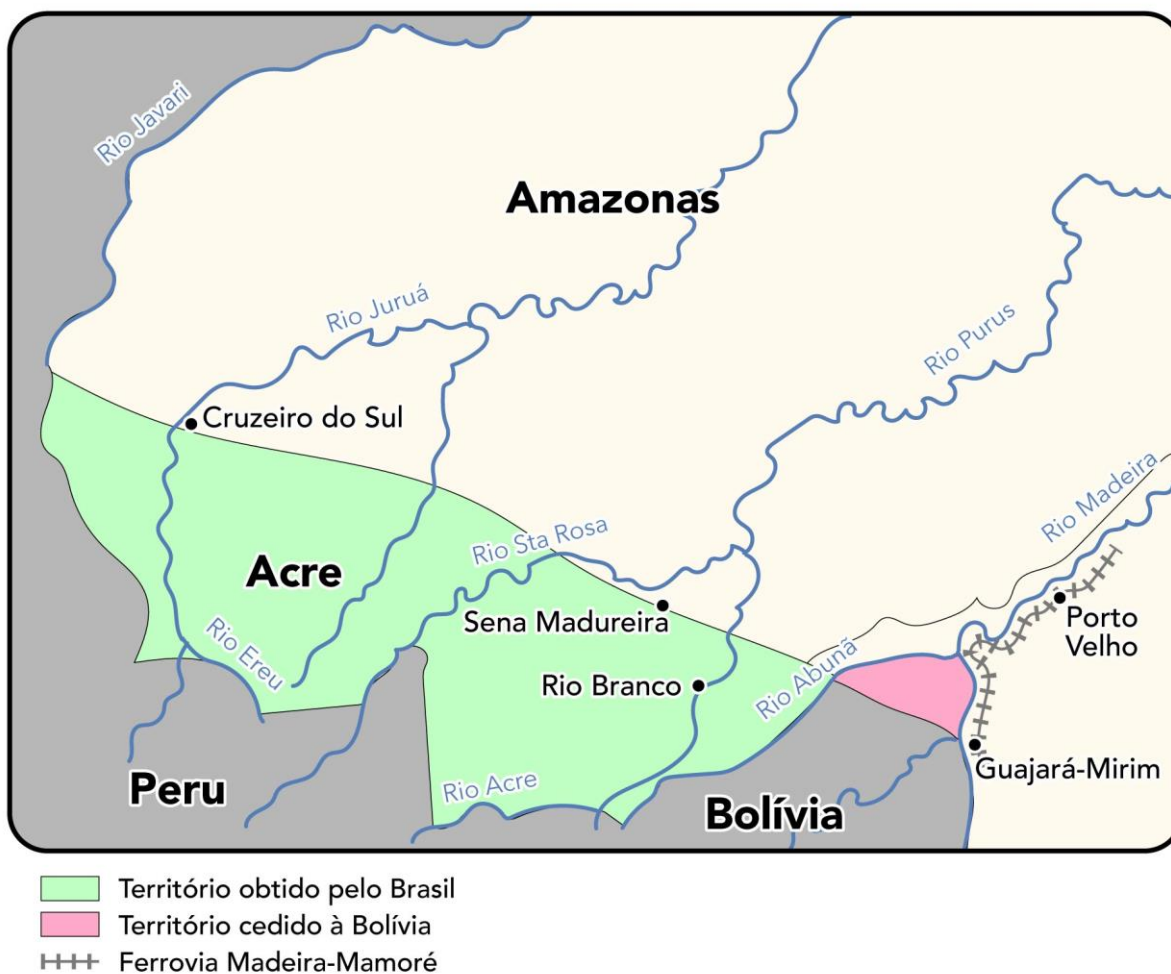 Rio Javari
Amazonas
Rio Juruá
Rio Purus
Cruzeiro do Sul
Rio Madeira
Rio Sta Rosa
Acre
Sena Madureira
Porto
Velho
Rio Ereu
Rio Abunã
Rio Branco
Guajará-Mirim
Peru
Rio Acre
Bolívia
Território obtido pelo Brasil
Território cedido à Bolívia
Ferrovia Madeira-Mamoré